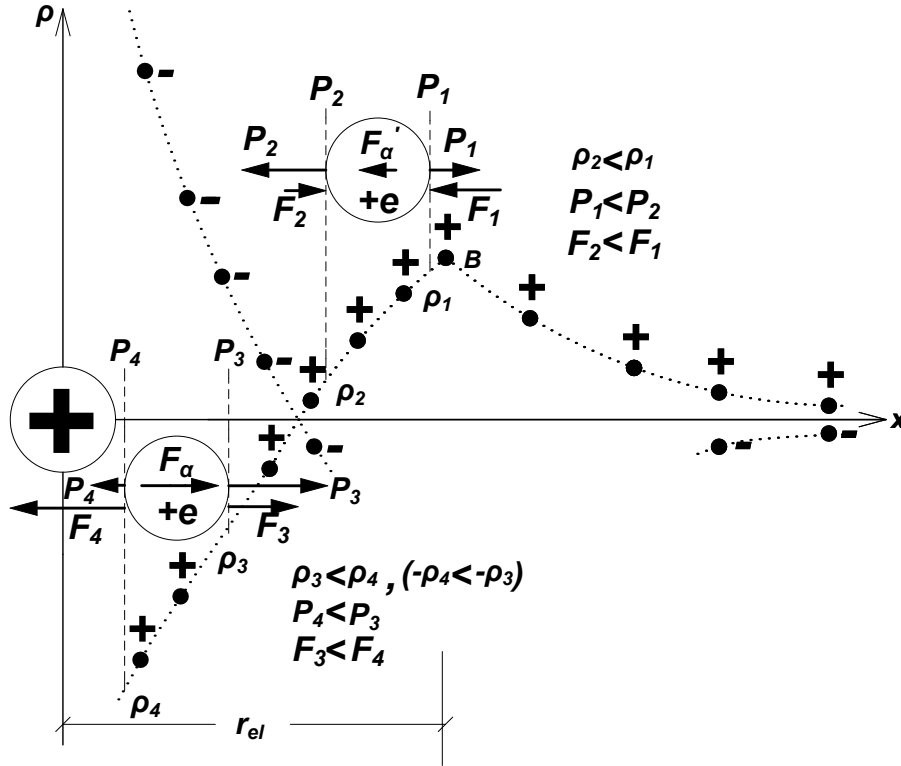 ρ
P₂ P₁
P₂ Fα' P₁
+e
F₂ F₁
ρ₂<ρ₁
P₁<P₂
F₂<F₁
+ + + + + + + + + + + +
- - - - - - -
B
ρ₁
ρ₂
P₄ P₃
+
x
P₄ Fα P₃
+e
F₄ F₃
ρ₃
ρ₃<ρ₄ , (-ρ₄<-ρ₃)
P₄<P₃
F₃<F₄
ρ₄
rel